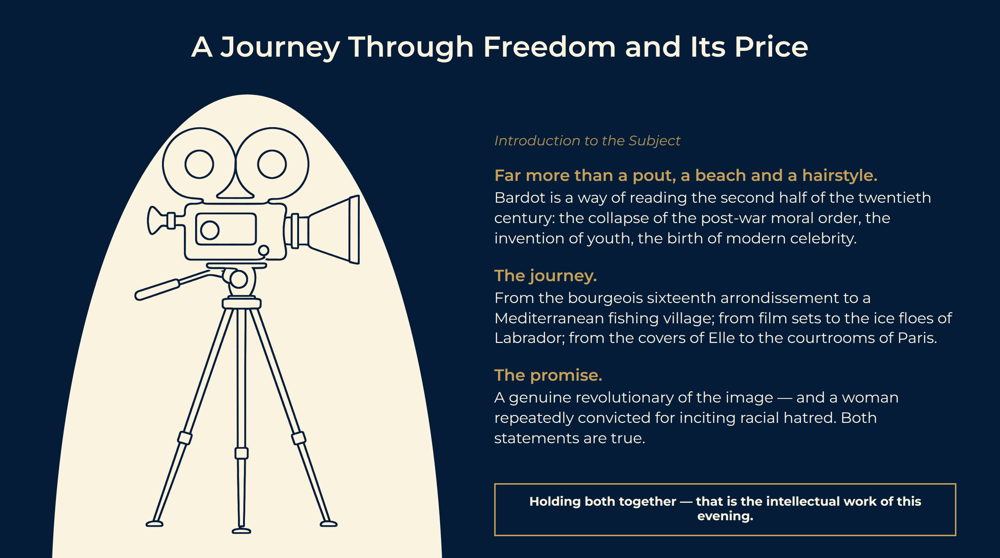 A Journey Through Freedom and Its Price
Introduction to the Subject
Far more than a pout, a beach and a hairstyle.
Bardot is a way of reading the second half of the twentieth
century: the collapse of the post-war moral order, the
invention of youth, the birth of modern celebrity.
The journey.
From the bourgeois sixteenth arrondissement to a
Mediterranean fishing village; from film sets to the ice floes of
Labrador; from the covers of Elle to the courtrooms of Paris.
The promise.
A genuine revolutionary of the image — and a woman
repeatedly convicted for inciting racial hatred. Both
statements are true.
Holding both together — that is the intellectual work of this
evening.